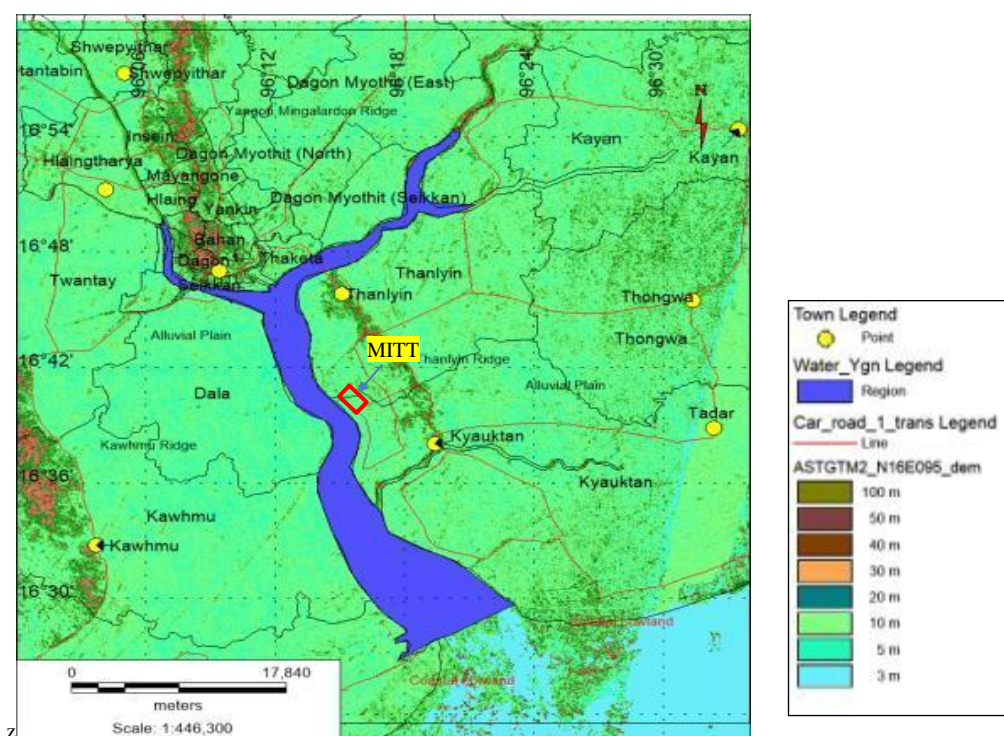 Shwepyithar
96°06'
96°12'
96°18'
96°24'
96°30'
Shwepyithar
Dagon Myothit (East)
N
Yangon Mingalardon Ridge
16°54'
Insein
Kayan
Hlaingtharya
Dagon Myothit (North)
Kayan
Mayangone
Hlaing
Yankin
Dagon Myothit (Seikkan)
16°48'
Bahan
Dagon
Thaketa
Thanlyin
Twantay
Seikkan
Thanlyin
Thongwa
Alluvial Plain
Thongwa
16°42'
MITT
Thanlyin Ridge
Alluvial Plain
Dala
Tadar
Kawhmu Ridge
Kyauktan
16°36'
Kyauktan
Kawhmu
Kawhmu
16°30'
Lowland
Lowland
0 17,840
meters
Scale: 1:446,300
z
Town Legend
Point
Water_Ygn Legend
Region
Car_road_1_trans Legend
Line
ASTGTM2_N16E095_dem
100 m
50 m
40 m
30 m
20 m
10 m
5 m
3 m